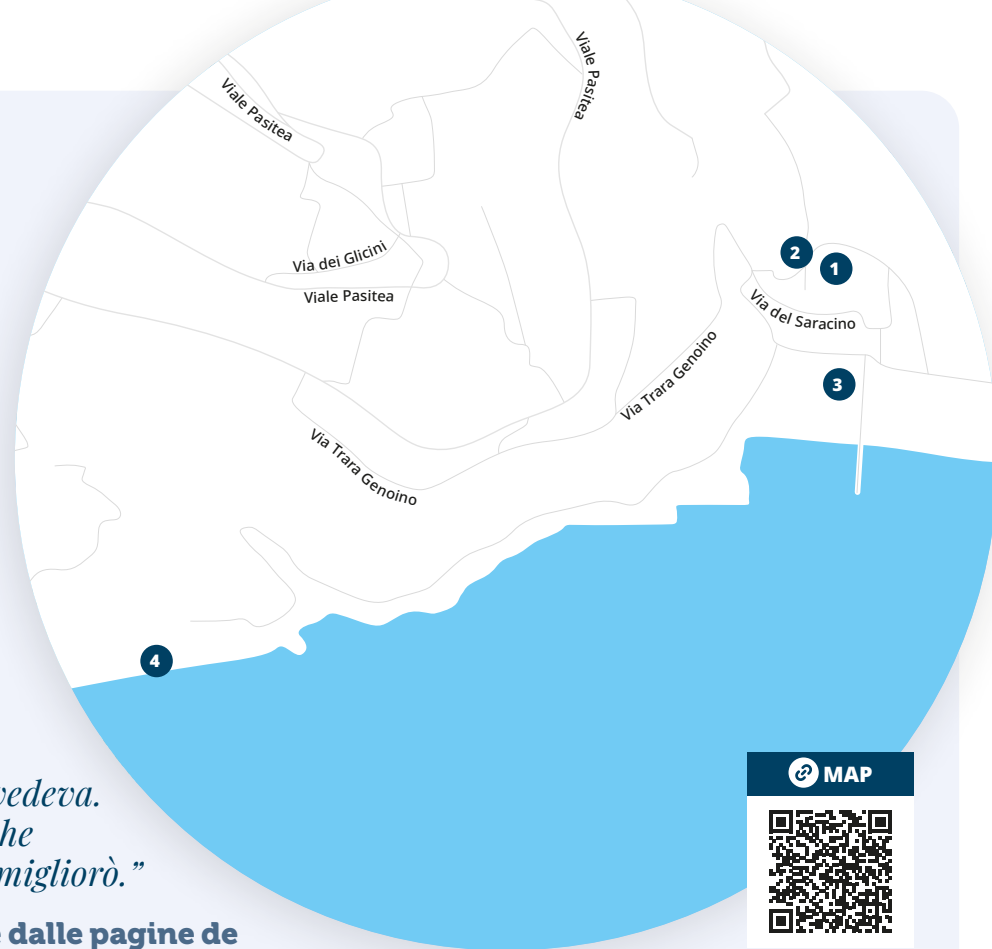 Viale Pasitea
Viale Pasitea
2
1
Via dei Glicini
Viale Pasitea
Via del Saracino
Via Trara Genoino
3
Via Trara Genoino
4
MAP
vedeva.
he
migliorò.”
dalle pagine de